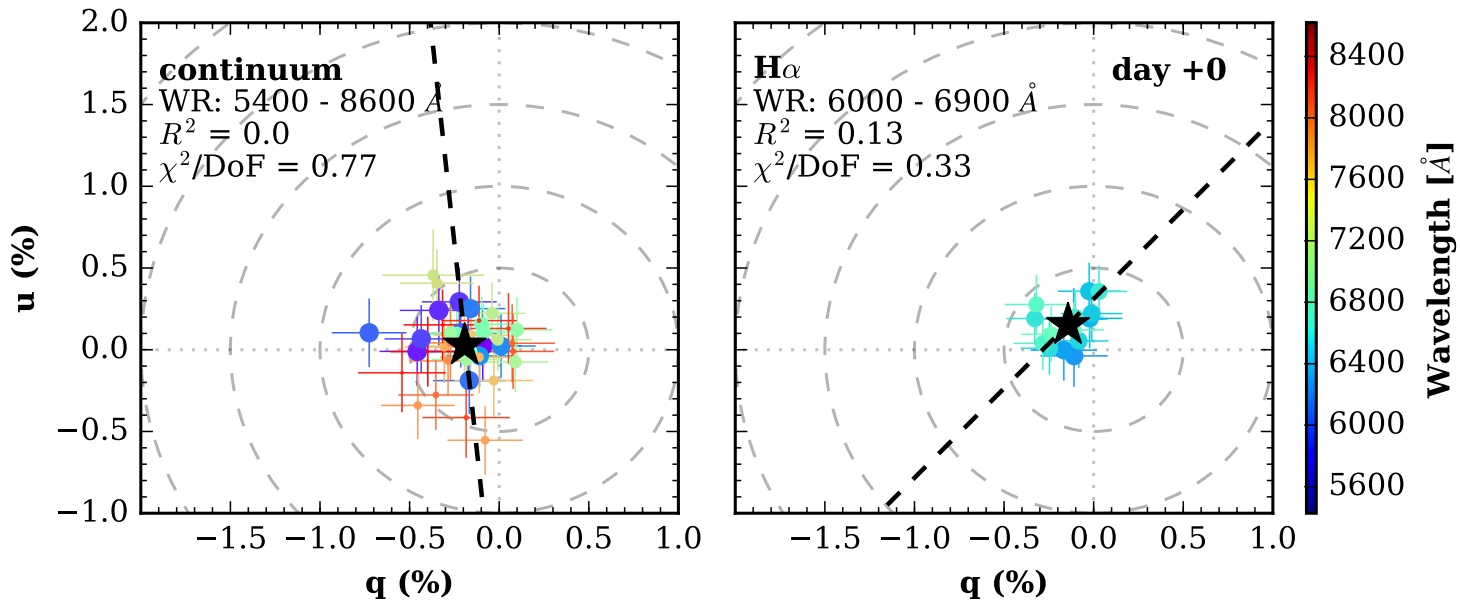 continuum
WR: 5400 - 8600 Å
R² = 0.0
χ²/DoF = 0.77
Hα
WR: 6000 - 6900 Å
R² = 0.13
χ²/DoF = 0.33
day +0
2.0
1.5
1.0
0.5
0.0
−0.5
−1.0
u (%)
−1.5 −1.0 −0.5 0.0 0.5 1.0
q (%)
−1.5 −1.0 −0.5 0.0 0.5 1.0
q (%)
8400
8000
7600
7200
6800
6400
6000
5600
Wavelength [Å]